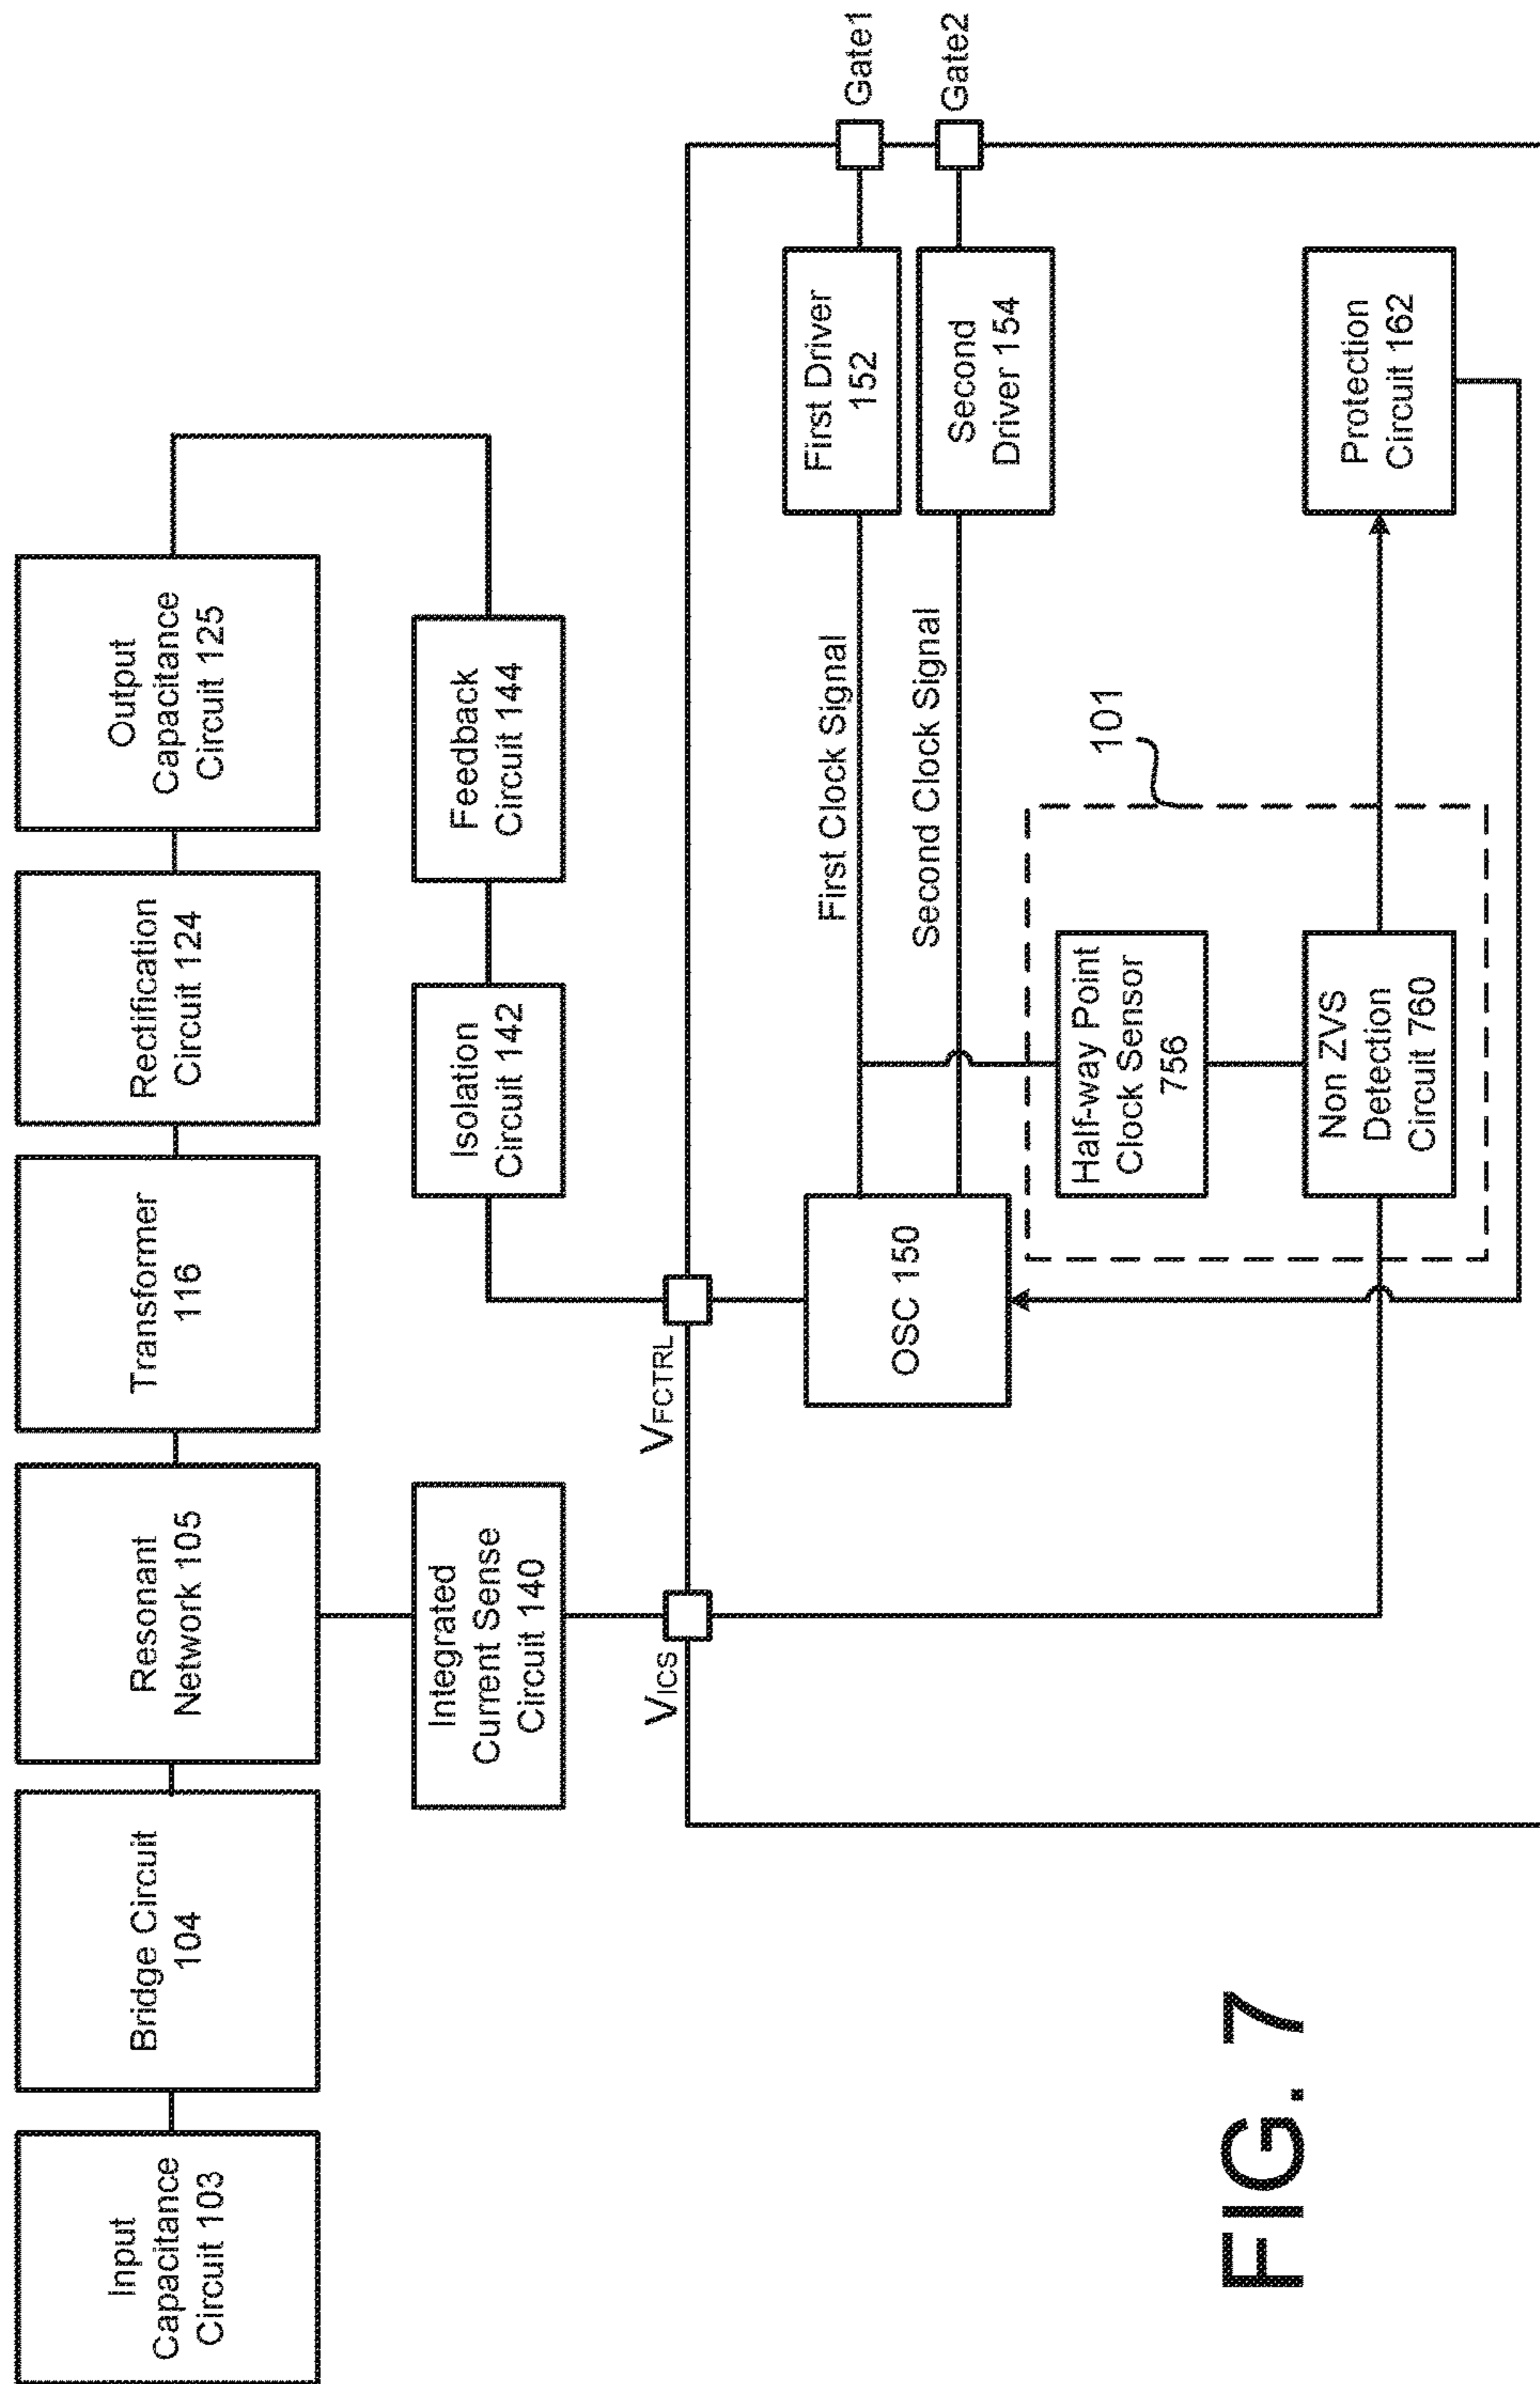 Input
Capacitance
Circuit 103
Bridge Circuit
104
Resonant
Network 105
Transformer
116
Rectification
Circuit 124
Output
Capacitance
Circuit 125
Integrated
Current Sense
Circuit 140
Isolation
Circuit 142
Feedback
Circuit 144
VICS
VFCTRL
OSC 150
First Clock Signal
Second Clock Signal
First Driver
152
Second
Driver 154
Gate1
Gate2
101
Half-way Point
Clock Sensor
756
Non ZVS
Detection
Circuit 760
Protection
Circuit 162
FIG. 7